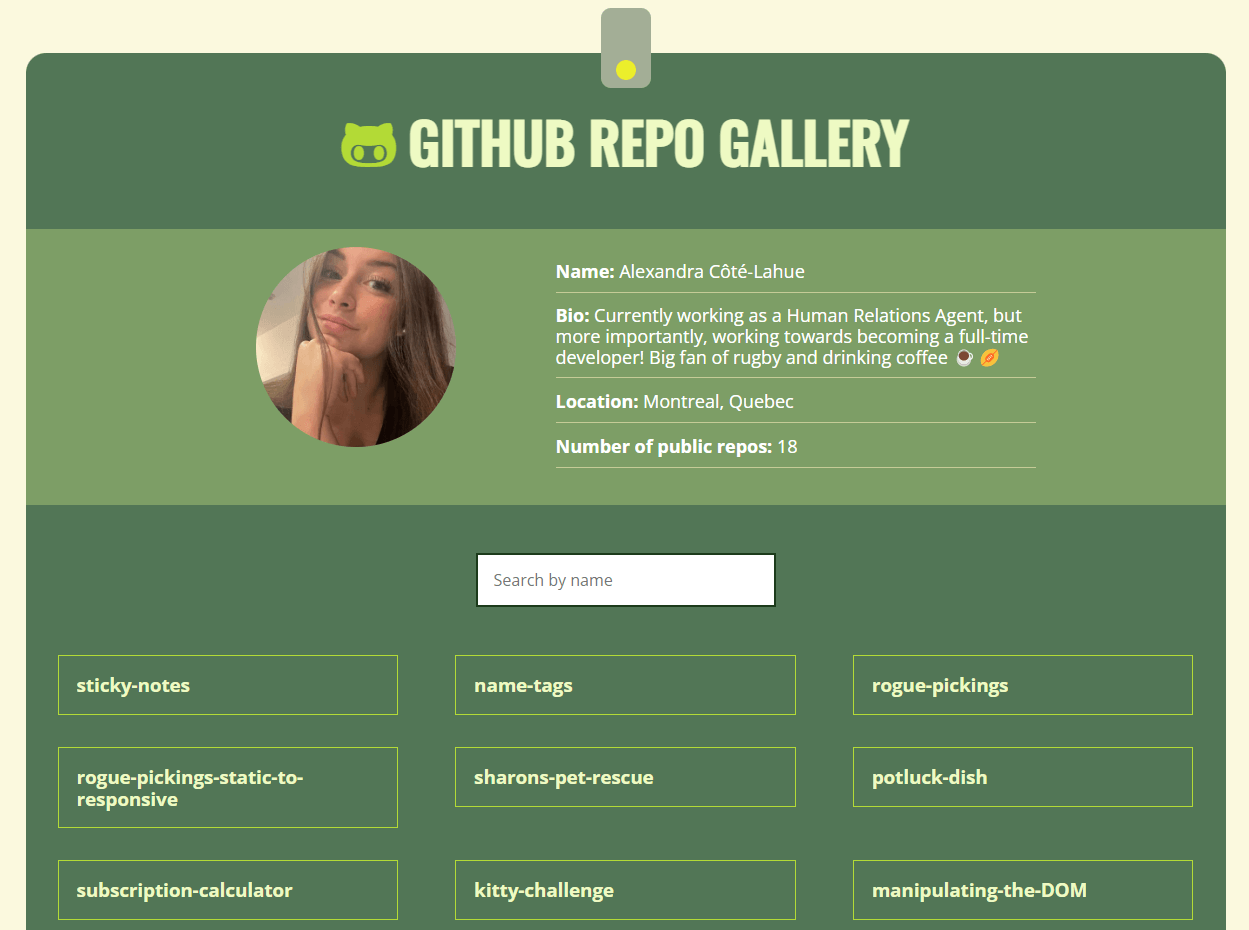 GITHUB REPO GALLERY
Name: Alexandra Côté-Lahue
Bio: Currently working as a Human Relations Agent, but
more importantly, working towards becoming a full-time
developer! Big fan of rugby and drinking coffee ☕ 🏉
Location: Montreal, Quebec
Number of public repos: 18
Search by name
sticky-notes
name-tags
rogue-pickings
rogue-pickings-static-to-
responsive
sharons-pet-rescue
potluck-dish
subscription-calculator
kitty-challenge
manipulating-the-DOM